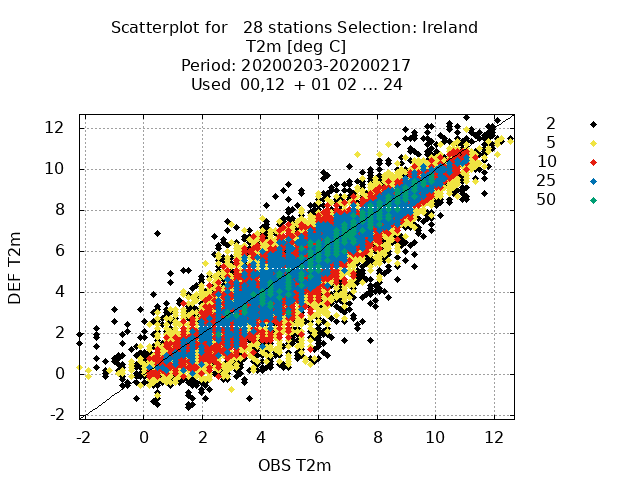 Scatterplot for   28 stations Selection: Ireland
T2m [deg C]
Period: 20200203-20200217
Used  00,12  + 01 02 ... 24
2
5
10
25
50
DEF T2m
12
10
8
6
4
2
0
-2
-2 0 2 4 6 8 10 12
OBS T2m